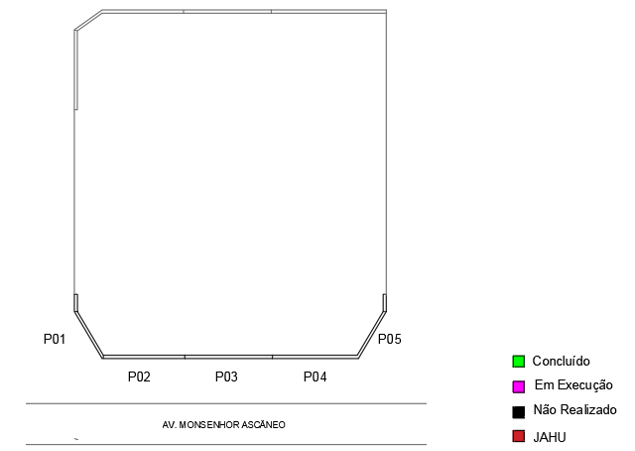 P01
P05
P02
P03
P04
AV. MONSENHOR ASCÂNEO
Concluído
Em Execução
Não Realizado
JAHU